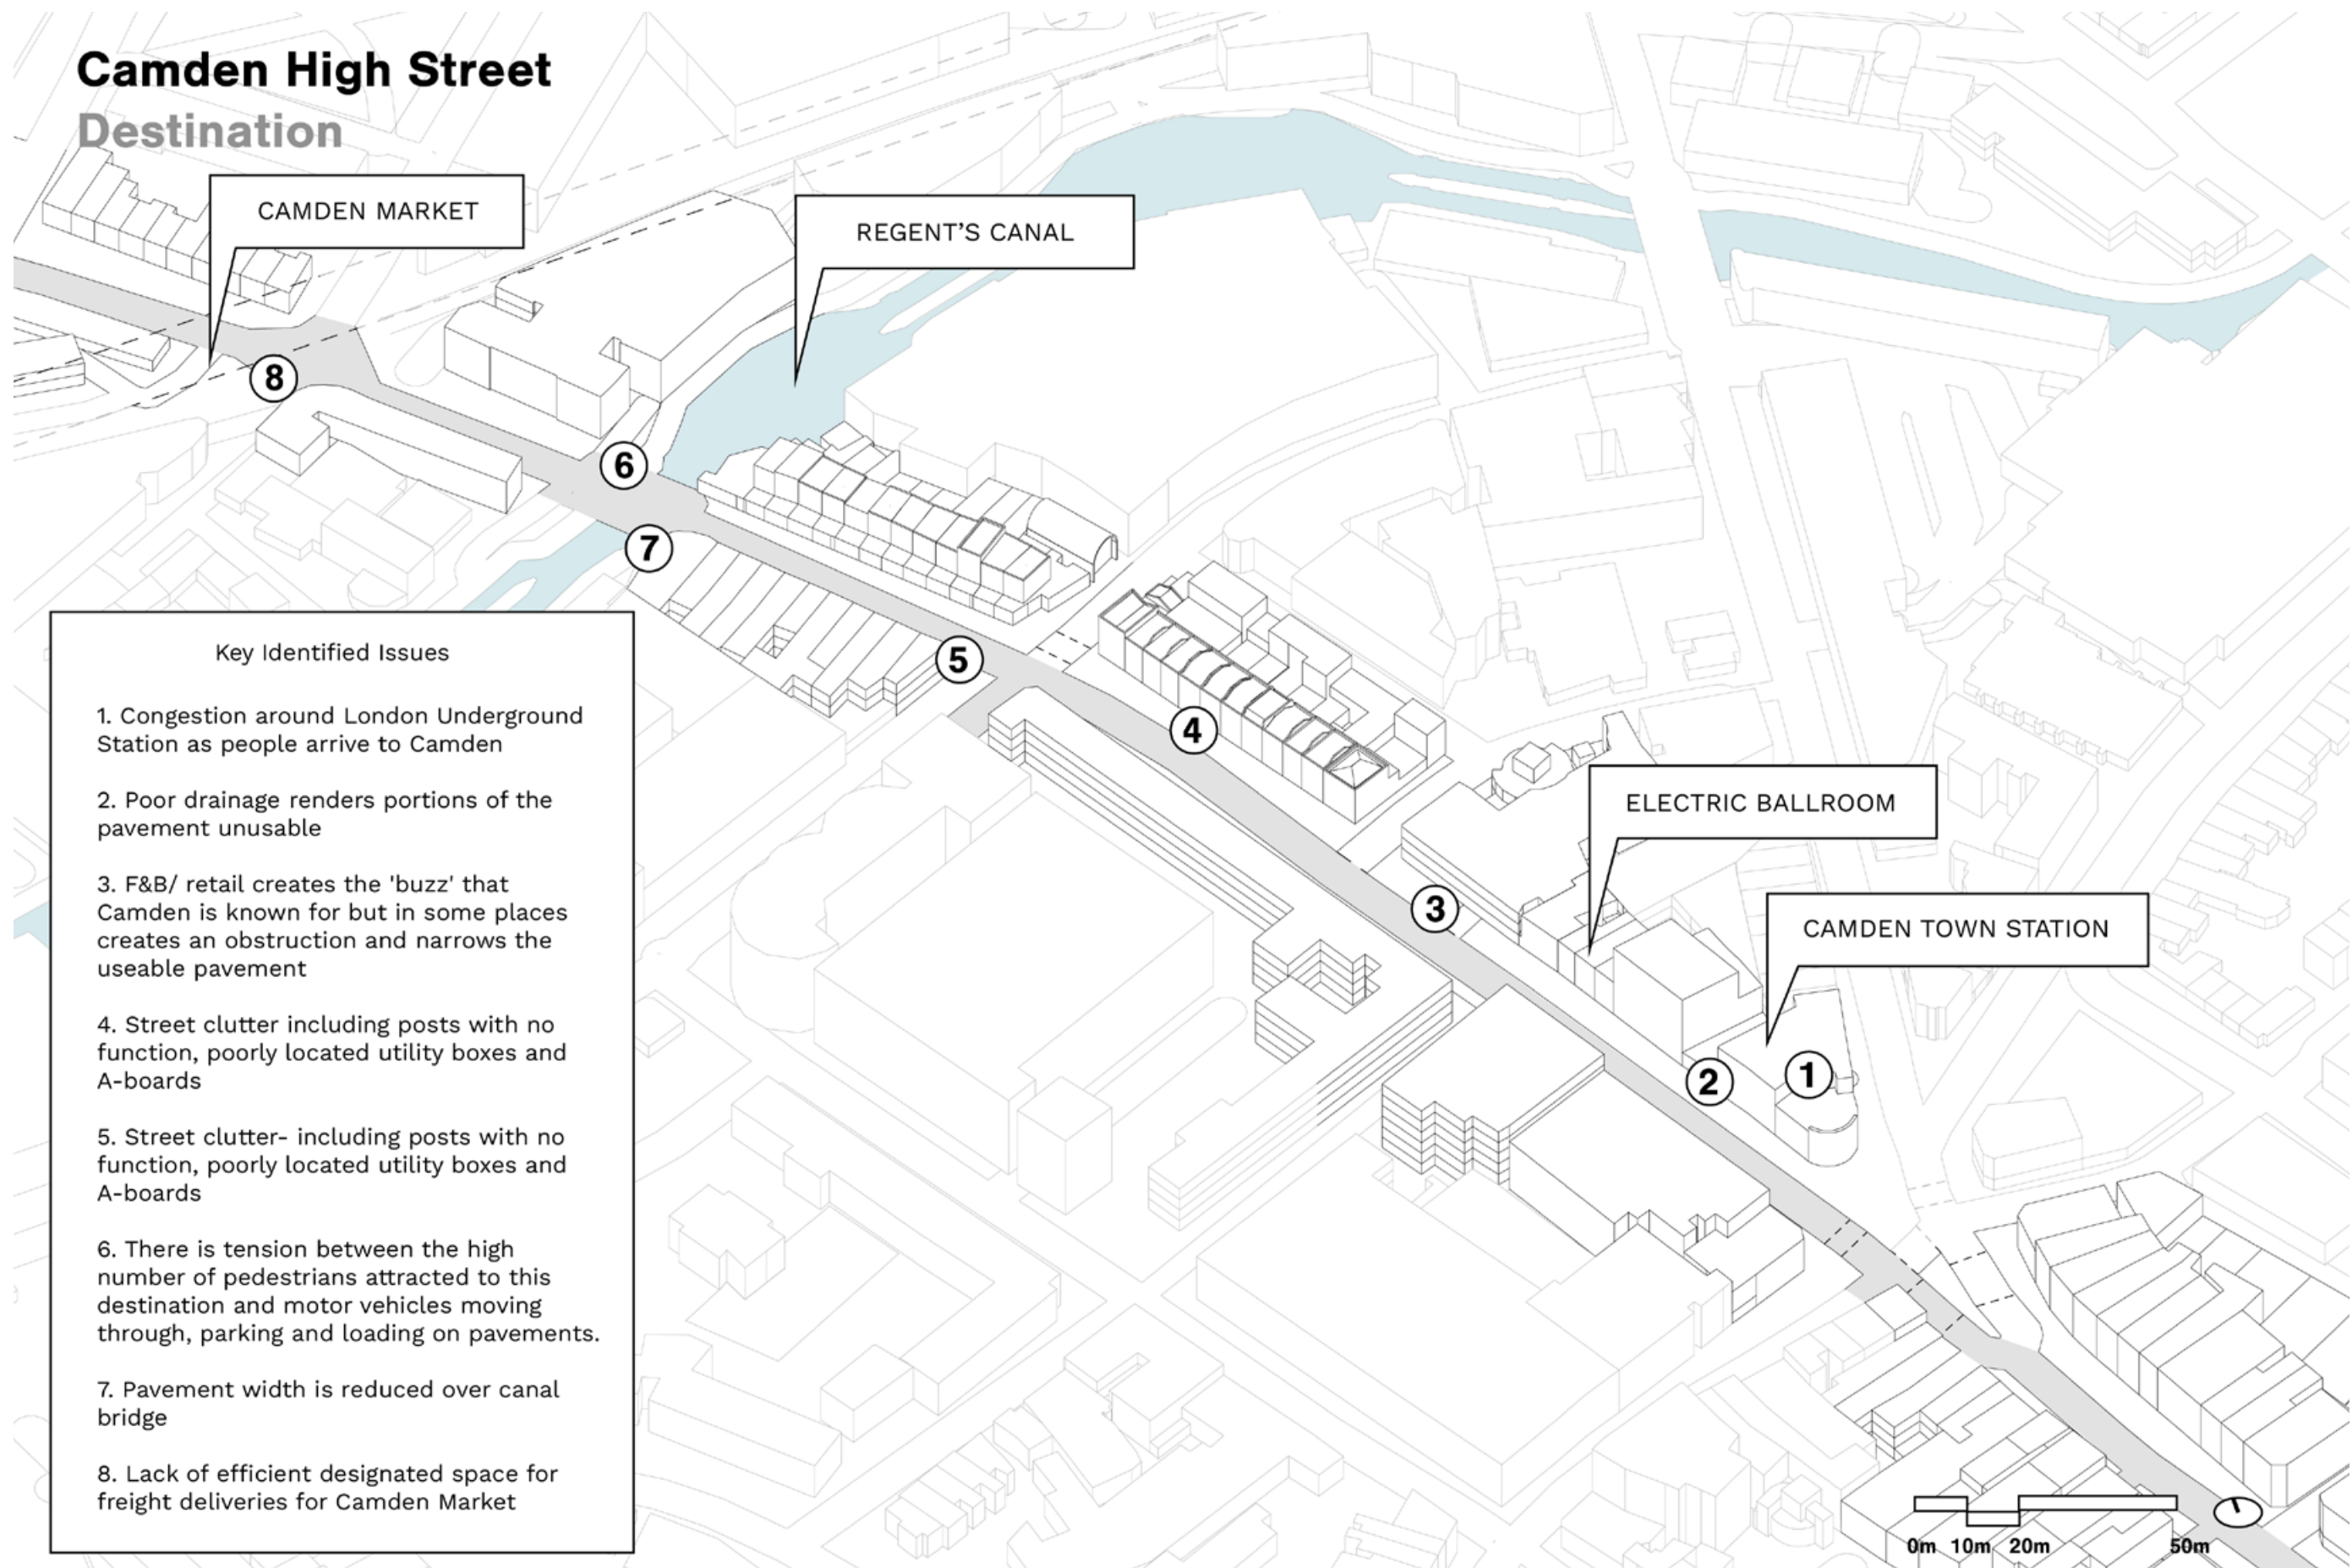 Camden High Street
Destination
CAMDEN MARKET
REGENT'S CANAL
8
6
7
5
4
ELECTRIC BALLROOM
3
CAMDEN TOWN STATION
2
1
Key Identified Issues
1. Congestion around London Underground
Station as people arrive to Camden
2. Poor drainage renders portions of the
pavement unusable
3. F&B/ retail creates the 'buzz' that
Camden is known for but in some places
creates an obstruction and narrows the
useable pavement
4. Street clutter including posts with no
function, poorly located utility boxes and
A-boards
5. Street clutter- including posts with no
function, poorly located utility boxes and
A-boards
6. There is tension between the high
number of pedestrians attracted to this
destination and motor vehicles moving
through, parking and loading on pavements.
7. Pavement width is reduced over canal
bridge
8. Lack of efficient designated space for
freight deliveries for Camden Market
0m 10m 20m 50m